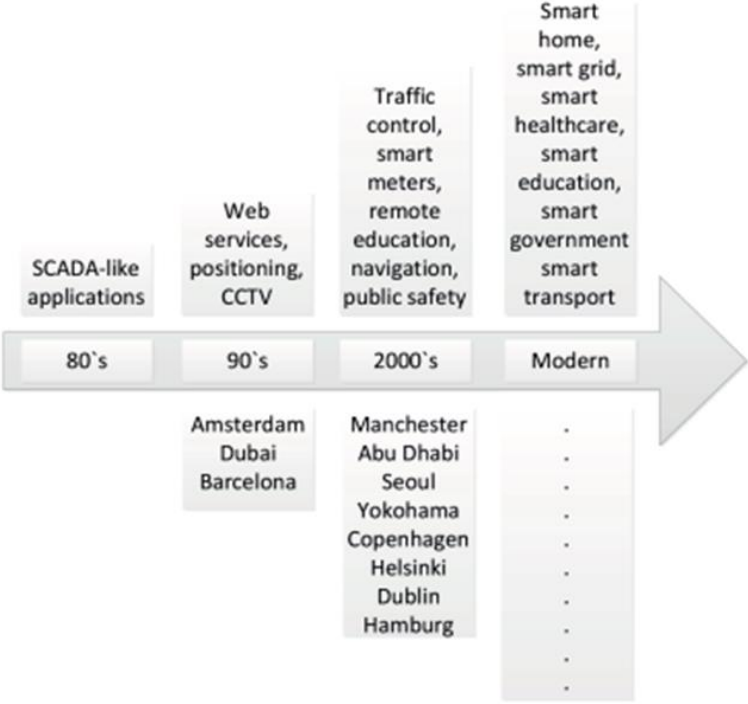 SCADA-like
applications
Web
services,
positioning,
CCTV
Traffic
control,
smart
meters,
remote
education,
navigation,
public safety
Smart
home,
smart grid,
smart
healthcare,
smart
education,
smart
government
smart
transport
80`s
90`s
2000`s
Modern
Amsterdam
Dubai
Barcelona
Manchester
Abu Dhabi
Seoul
Yokohama
Copenhagen
Helsinki
Dublin
Hamburg
.
.
.
.
.
.
.
.
.
.